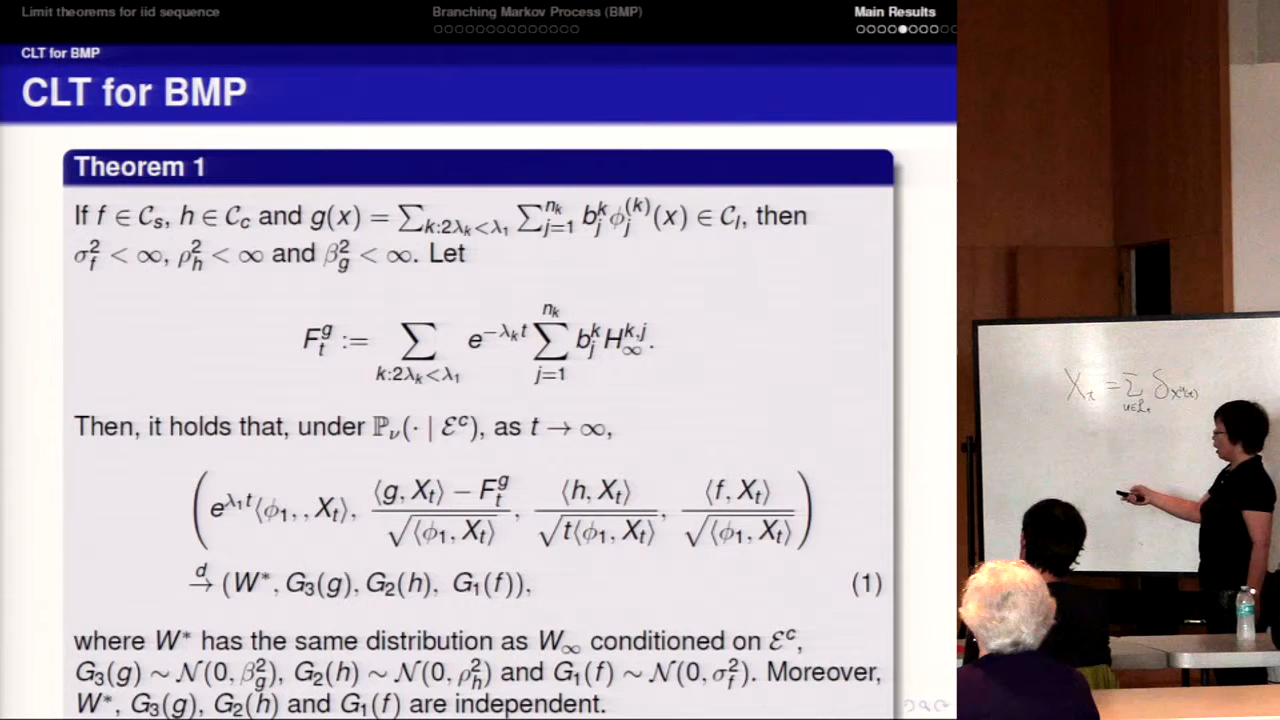 Limit theorems for iid sequence Branching Markov Process (BMP) Main Results
CLT for BMP
CLT for BMP
Theorem 1
If f ∈ C_s, h ∈ C_c and g(x) = ∑_{k:2λ_k<λ_1} ∑_{j=1}^{n_k} b_j^k ϕ_j^{(k)}(x) ∈ C_l, then
σ_f^2 < ∞, ρ_h^2 < ∞ and β_g^2 < ∞. Let
F_t^g := ∑_{k:2λ_k<λ_1} e^{-λ_k t} ∑_{j=1}^{n_k} b_j^k H_∞^{k,j}.
Then, it holds that, under ℙ_ν(· | ℰ^c), as t → ∞,
( e^{λ_1 t}⟨ϕ_1, , X_t⟩, (⟨g, X_t⟩ − F_t^g)/√⟨ϕ_1, X_t⟩, ⟨h, X_t⟩/√(t⟨ϕ_1, X_t⟩), ⟨f, X_t⟩/√⟨ϕ_1, X_t⟩ )
→^d (W*, G_3(g), G_2(h), G_1(f)), (1)
where W* has the same distribution as W_∞ conditioned on ℰ^c,
G_3(g) ∼ N(0, β_g^2), G_2(h) ∼ N(0, ρ_h^2) and G_1(f) ∼ N(0, σ_f^2). Moreover,
W*, G_3(g), G_2(h) and G_1(f) are independent.
X_t = ∑_{u∈ℒ_t} δ_{X^u(t)}